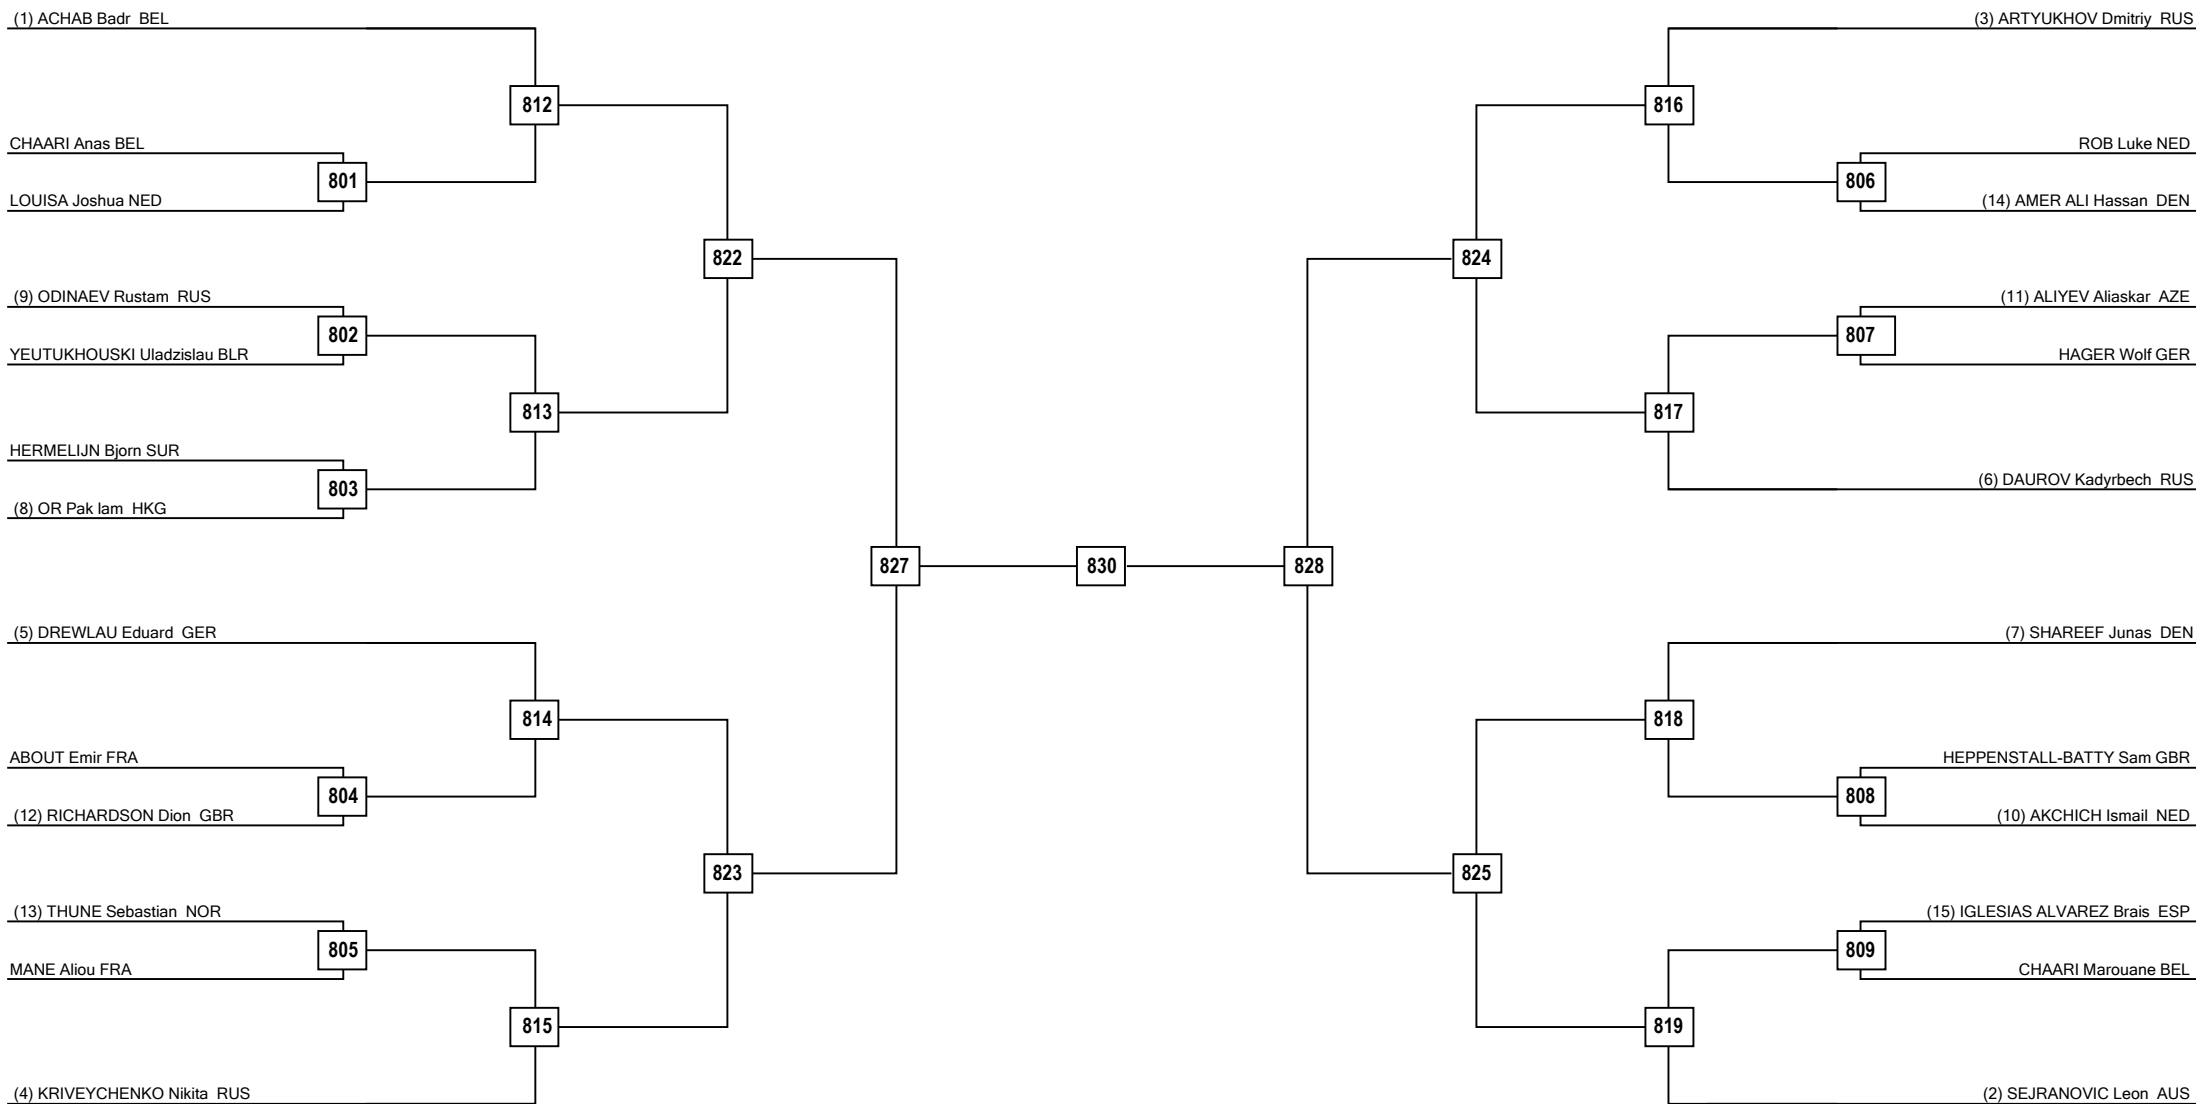 (1) ACHAB Badr BEL
(3) ARTYUKHOV Dmitriy RUS
812
816
CHAARI Anas BEL
ROB Luke NED
801
806
LOUISA Joshua NED
(14) AMER ALI Hassan DEN
822
824
(9) ODINAEV Rustam RUS
(11) ALIYEV Aliaskar AZE
802
807
YEUTUKHOUSKI Uladzislau BLR
HAGER Wolf GER
813
817
HERMELIJN Bjorn SUR
803
(6) DAUROV Kadyrbech RUS
(8) OR Pak lam HKG
827
830
828
(5) DREWLAU Eduard GER
(7) SHAREEF Junas DEN
814
818
ABOUT Emir FRA
HEPPENSTALL-BATTY Sam GBR
804
808
(12) RICHARDSON Dion GBR
(10) AKCHICH Ismail NED
823
825
(13) THUNE Sebastian NOR
(15) IGLESIAS ALVAREZ Brais ESP
805
809
MANE Aliou FRA
CHAARI Marouane BEL
815
819
(4) KRIVEYCHENKO Nikita RUS
(2) SEJRANOVIC Leon AUS